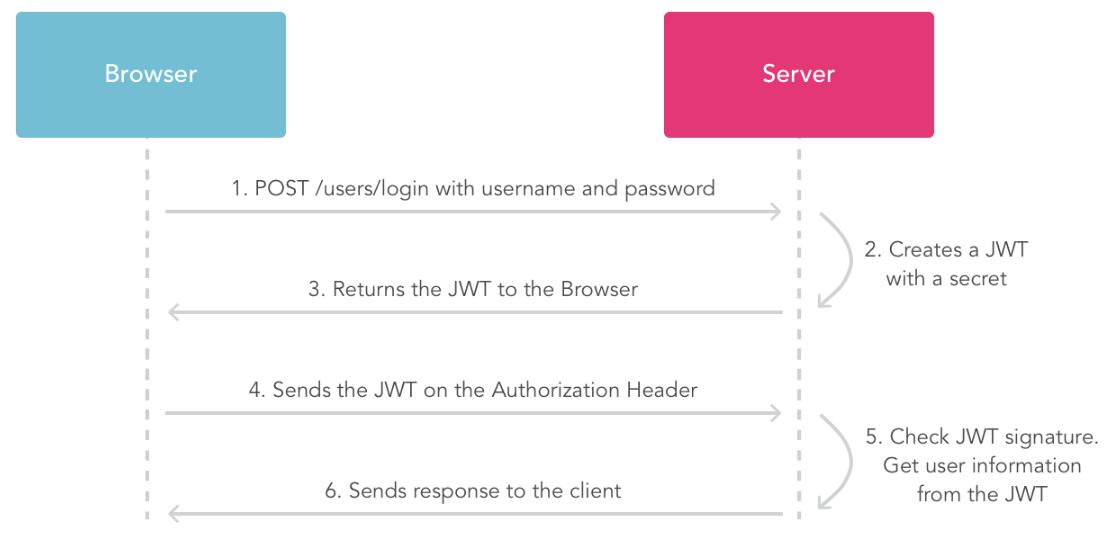 Browser
Server
1. POST /users/login with username and password
2. Creates a JWT
with a secret
3. Returns the JWT to the Browser
4. Sends the JWT on the Authorization Header
5. Check JWT signature.
Get user information
from the JWT
6. Sends response to the client